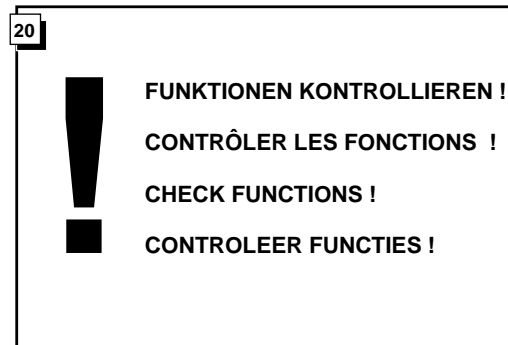 20
!
FUNKTIONEN KONTROLLIEREN !
CONTRÔLER LES FONCTIONS !
CHECK FUNCTIONS !
CONTROLEER FUNCTIES !